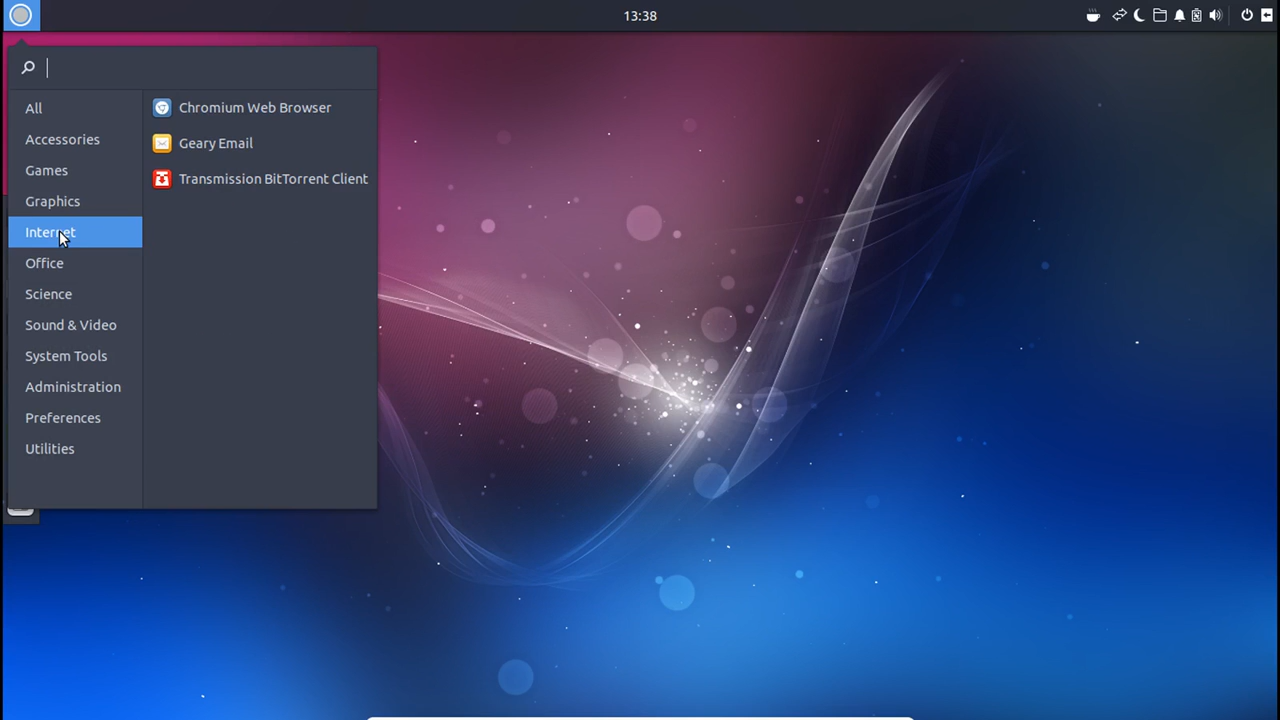 13:38
All
Accessories
Games
Graphics
Internet
Office
Science
Sound & Video
System Tools
Administration
Preferences
Utilities
Chromium Web Browser
Geary Email
Transmission BitTorrent Client